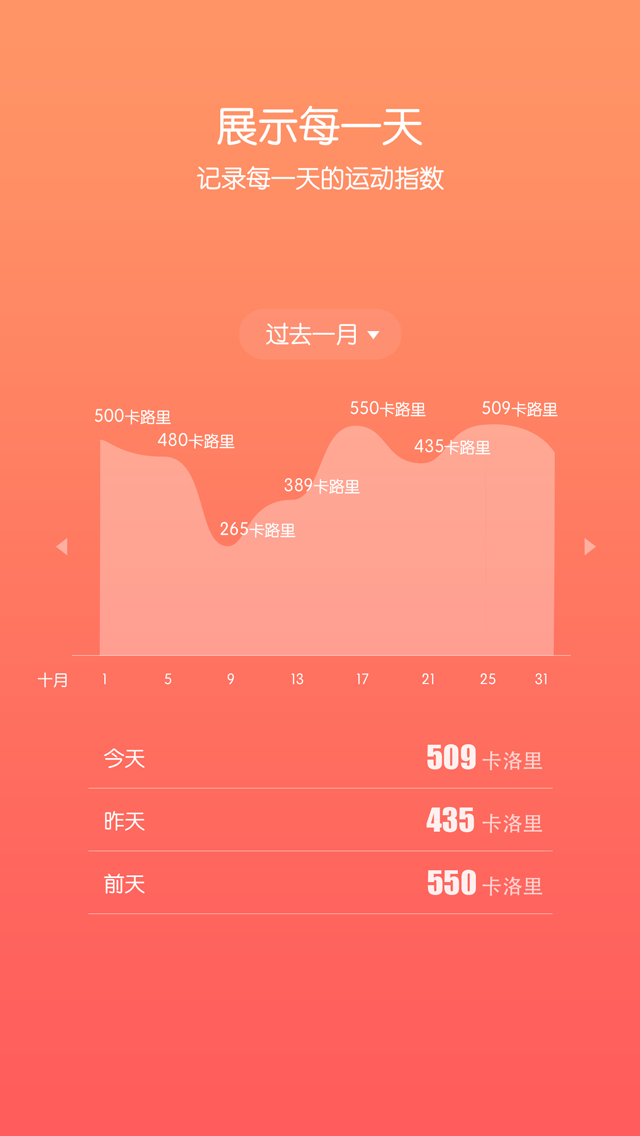 展示每一天
记录每一天的运动指数
过去一月
500卡路里
480卡路里
265卡路里
389卡路里
550卡路里
435卡路里
509卡路里
十月 1 5 9 13 17 21 25 31
今天 509 卡洛里
昨天 435 卡洛里
前天 550 卡洛里